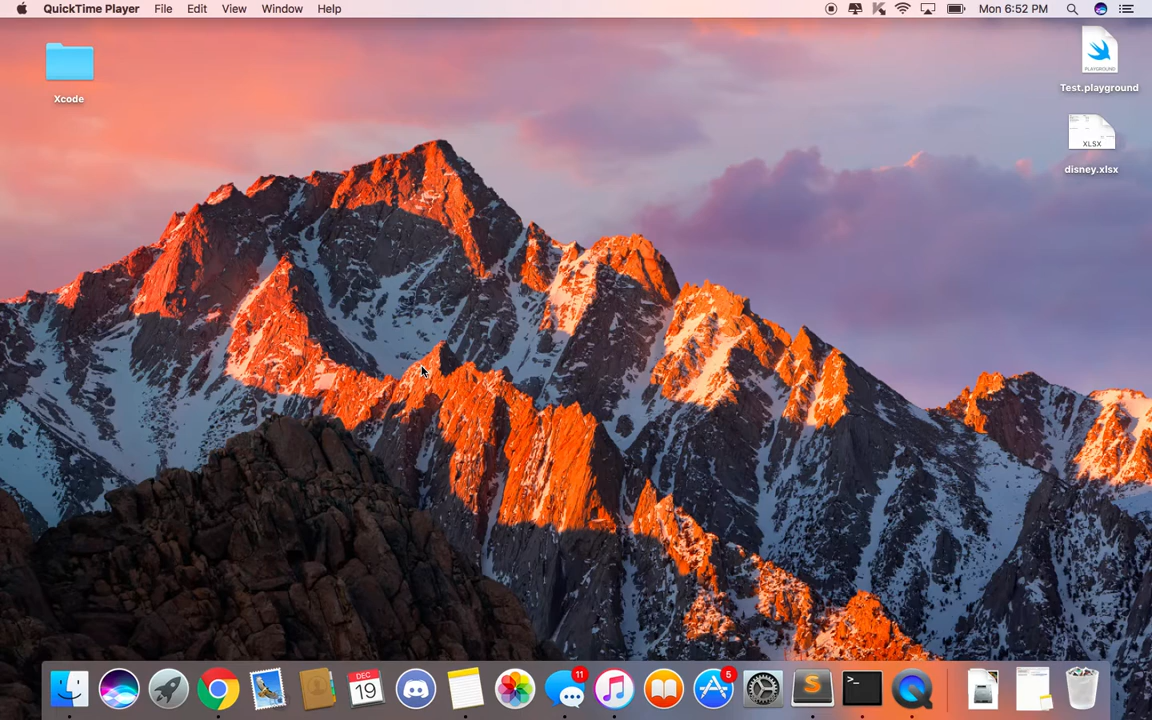 QuickTime Player File Edit View Window Help Mon 6:52 PM
Xcode
PLAYGROUND
Test.playground
XLSX
disney.xlsx
DEC
19
11
5
>_